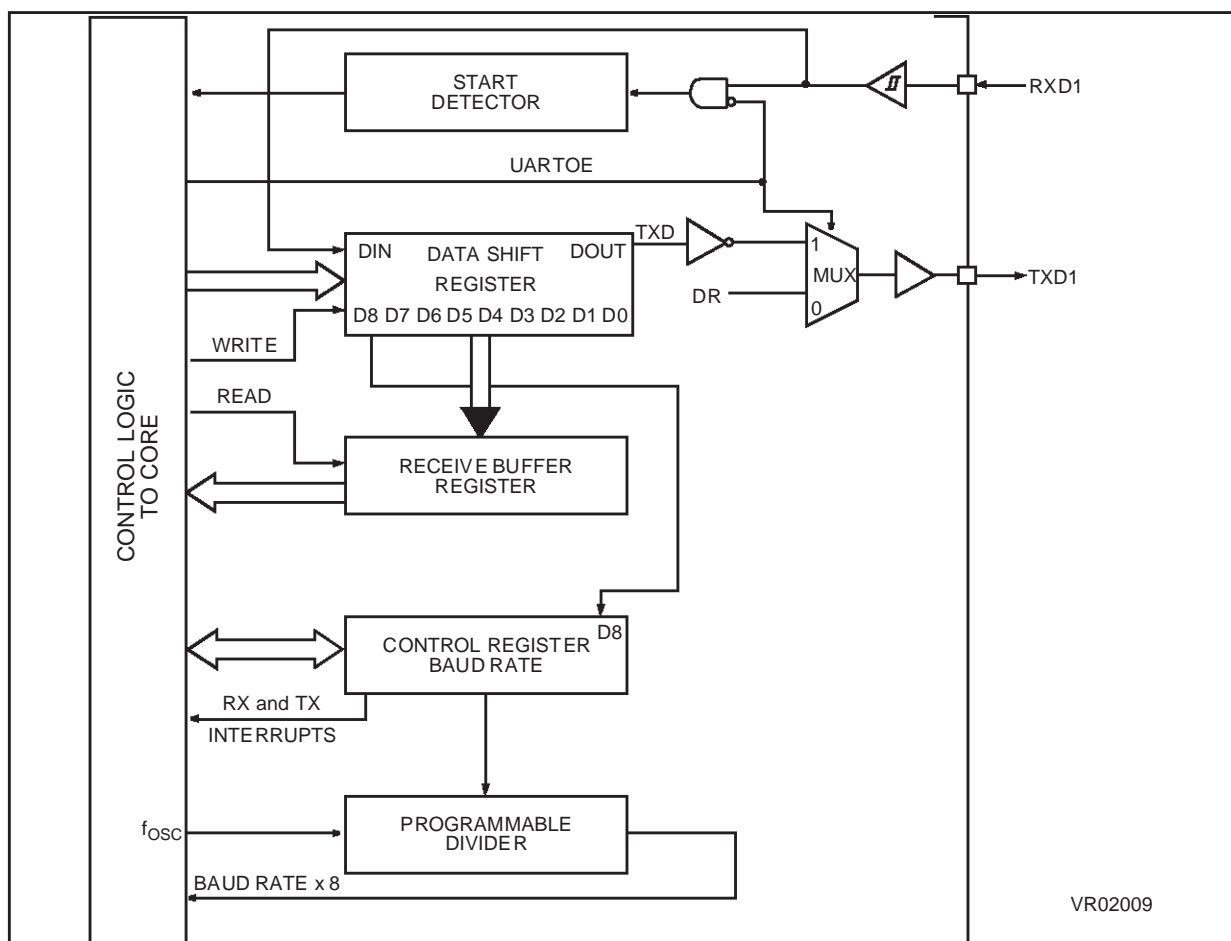 START
DETECTOR
RXD1
UARTOE
TXD
DIN DATA SHIFT DOUT
REGISTER
D8 D7 D6 D5 D4 D3 D2 D1 D0
1
MUX
0
DR
TXD1
WRITE
READ
CONTROL LOGIC
TO CORE
RECEIVE BUFFER
REGISTER
D8
CONTROL REGISTER
BAUD RATE
RX and TX
INTERRUPTS
fOSC
PROGRAMMABLE
DIVIDER
BAUD RATE x 8
VR02009